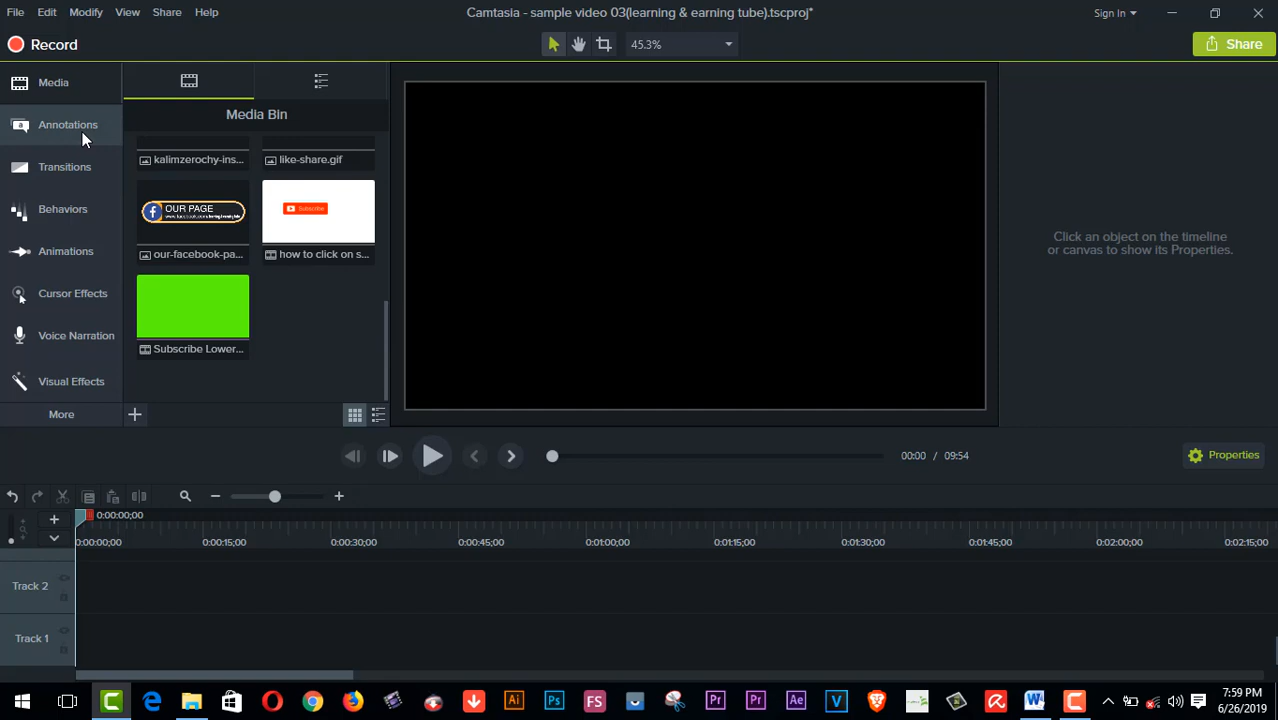 File Edit Modify View Share Help
Camtasia - sample video 03(learning & earning tube).tscproj*
Sign In
Record
45.3%
Share
Media
Annotations
Transitions
Behaviors
Animations
Cursor Effects
Voice Narration
Visual Effects
More
Media Bin
kalimzerochy-ins...
like-share.gif
OUR PAGE
Subscribe
our-facebook-pa...
how to click on s...
Subscribe Lower...
Click an object on the timeline
or canvas to show its Properties.
00:00 / 09:54
Properties
0:00:00;00
0:00:00;00 0:00:15;00 0:00:30;00 0:00:45;00 0:01:00;00 0:01:15;00 0:01:30;00 0:01:45;00 0:02:00;00 0:02:15;00
Track 2
Track 1
7:59 PM
6/26/2019